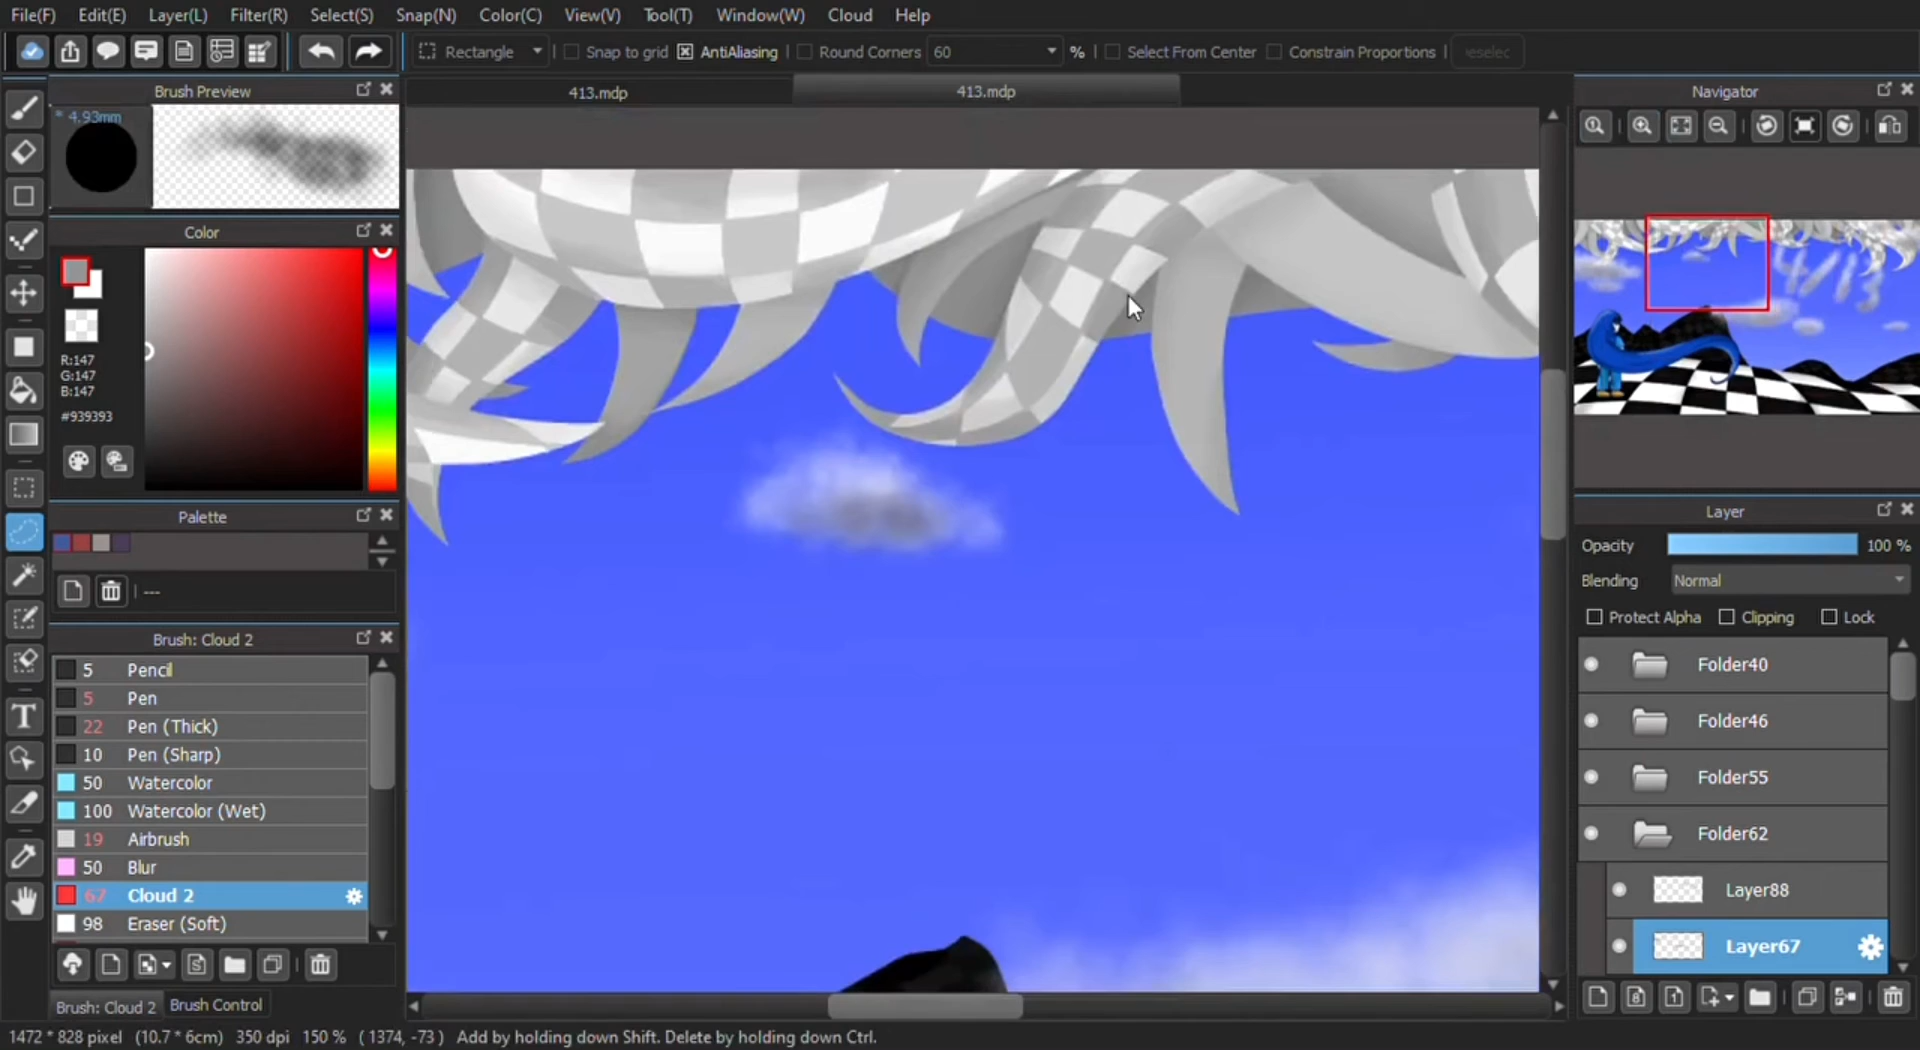 File(F) Edit(E) Layer(L) Filter(R) Select(S) Snap(N) Color(C) View(V) Tool(T) Window(W) Cloud Help
Rectangle Snap to grid AntiAliasing Round Corners 60 % Select From Center Constrain Proportions eselec
Brush Preview
* 4.93mm
Color
R:147
G:147
B:147
#939393
Palette
---
Brush: Cloud 2
5 Pencil
5 Pen
22 Pen (Thick)
10 Pen (Sharp)
50 Watercolor
100 Watercolor (Wet)
19 Airbrush
50 Blur
67 Cloud 2
98 Eraser (Soft)
Brush: Cloud 2 Brush Control
413.mdp 413.mdp
Navigator
Layer
Opacity 100 %
Blending Normal
Protect Alpha Clipping Lock
Folder40
Folder46
Folder55
Folder62
Layer88
Layer67
1472 * 828 pixel (10.7 * 6cm) 350 dpi 150 % ( 1374, -73 ) Add by holding down Shift. Delete by holding down Ctrl.